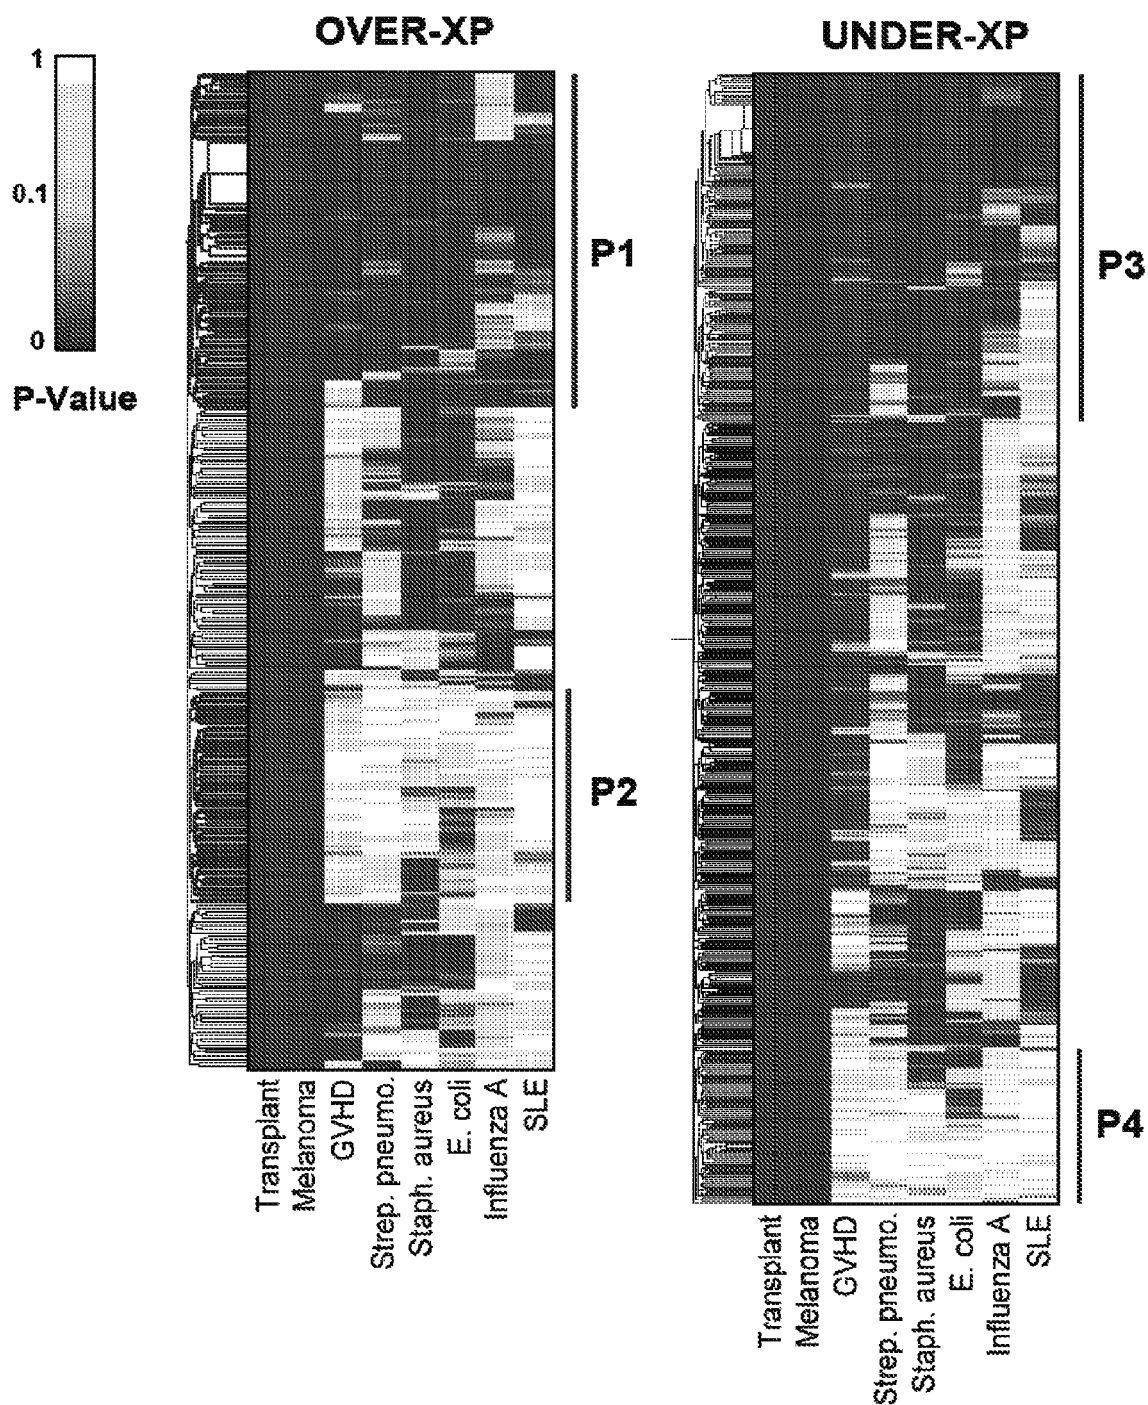 OVER-XP
UNDER-XP
1
0.1
0
P-Value
P1
P2
P3
P4
Transplant
Melanoma
GVHD
Strep. pneumo.
Staph. aureus
E. coli
Influenza A
SLE
Transplant
Melanoma
GVHD
Strep. pneumo.
Staph. aureus
E. coli
Influenza A
SLE